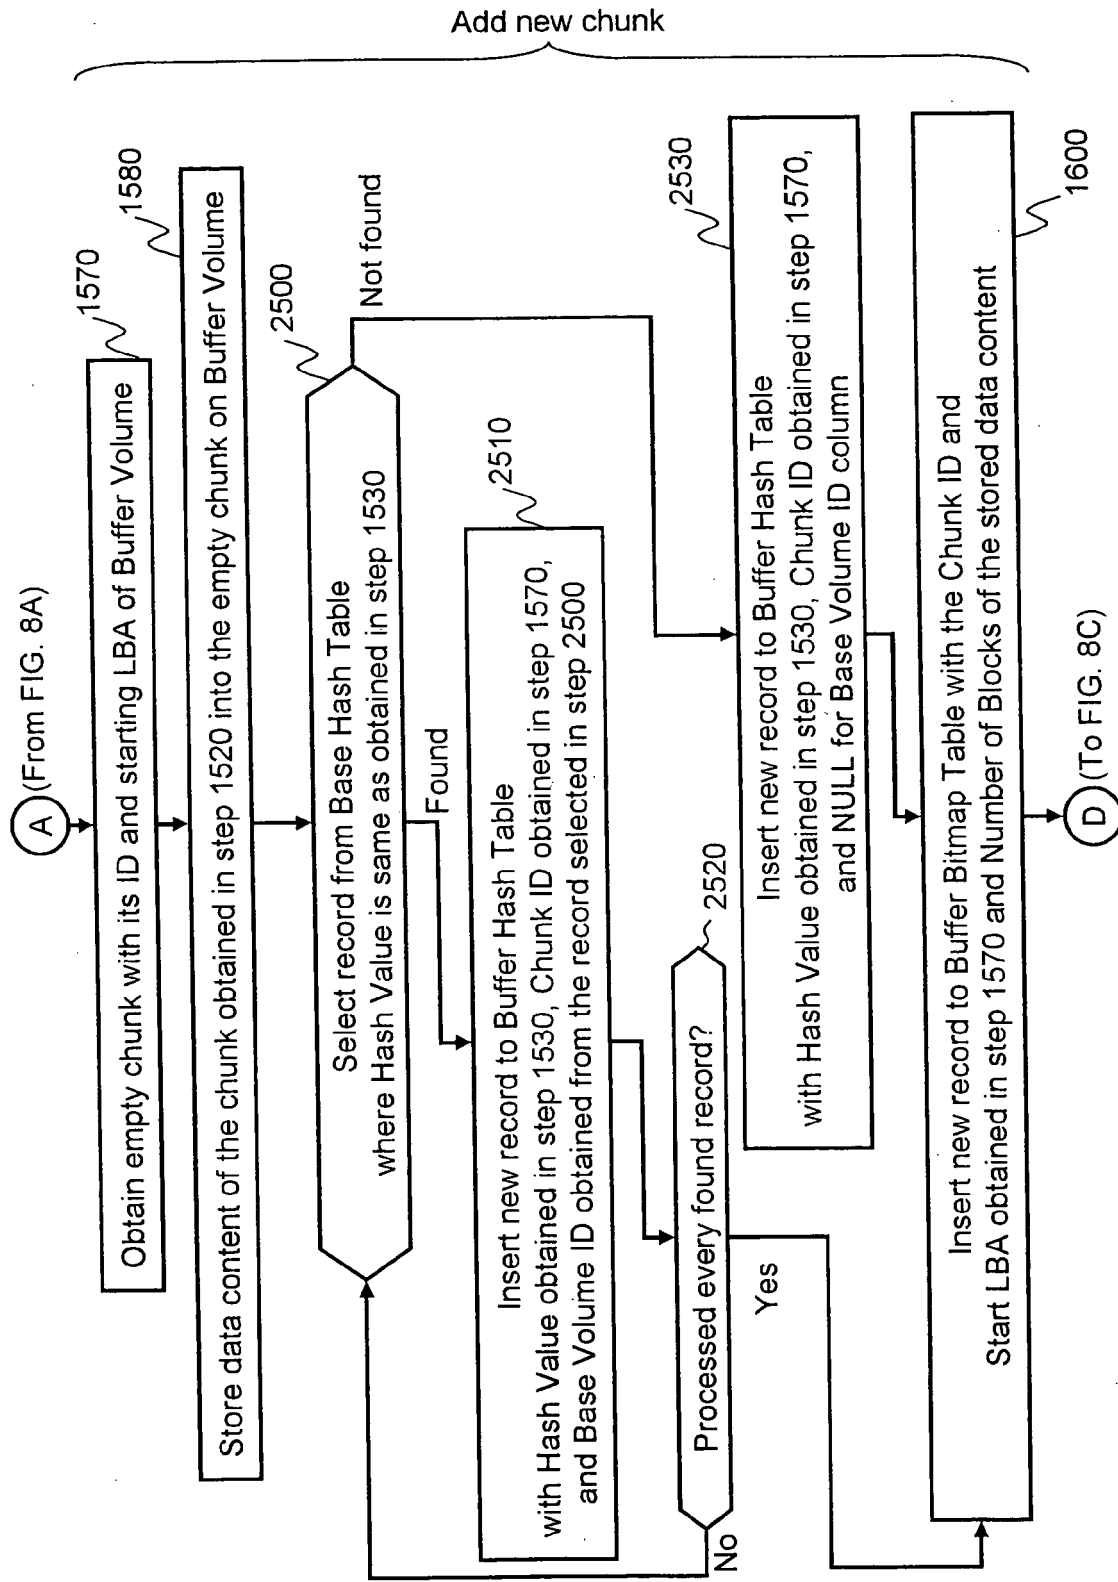 Add new chunk
A (From FIG. 8A)
1570
Obtain empty chunk with its ID and starting LBA of Buffer Volume
1580
Store data content of the chunk obtained in step 1520 into the empty chunk on Buffer Volume
2500
Select record from Base Hash Table
where Hash Value is same as obtained in step 1530
Not found
Found
2510
Insert new record to Buffer Hash Table
with Hash Value obtained in step 1530, Chunk ID obtained in step 1570,
and Base Volume ID obtained from the record selected in step 2500
2520
Processed every found record?
No
Yes
2530
Insert new record to Buffer Hash Table
with Hash Value obtained in step 1530, Chunk ID obtained in step 1570,
and NULL for Base Volume ID column
1600
Insert new record to Buffer Bitmap Table with the Chunk ID and
Start LBA obtained in step 1570 and Number of Blocks of the stored data content
D (To FIG. 8C)